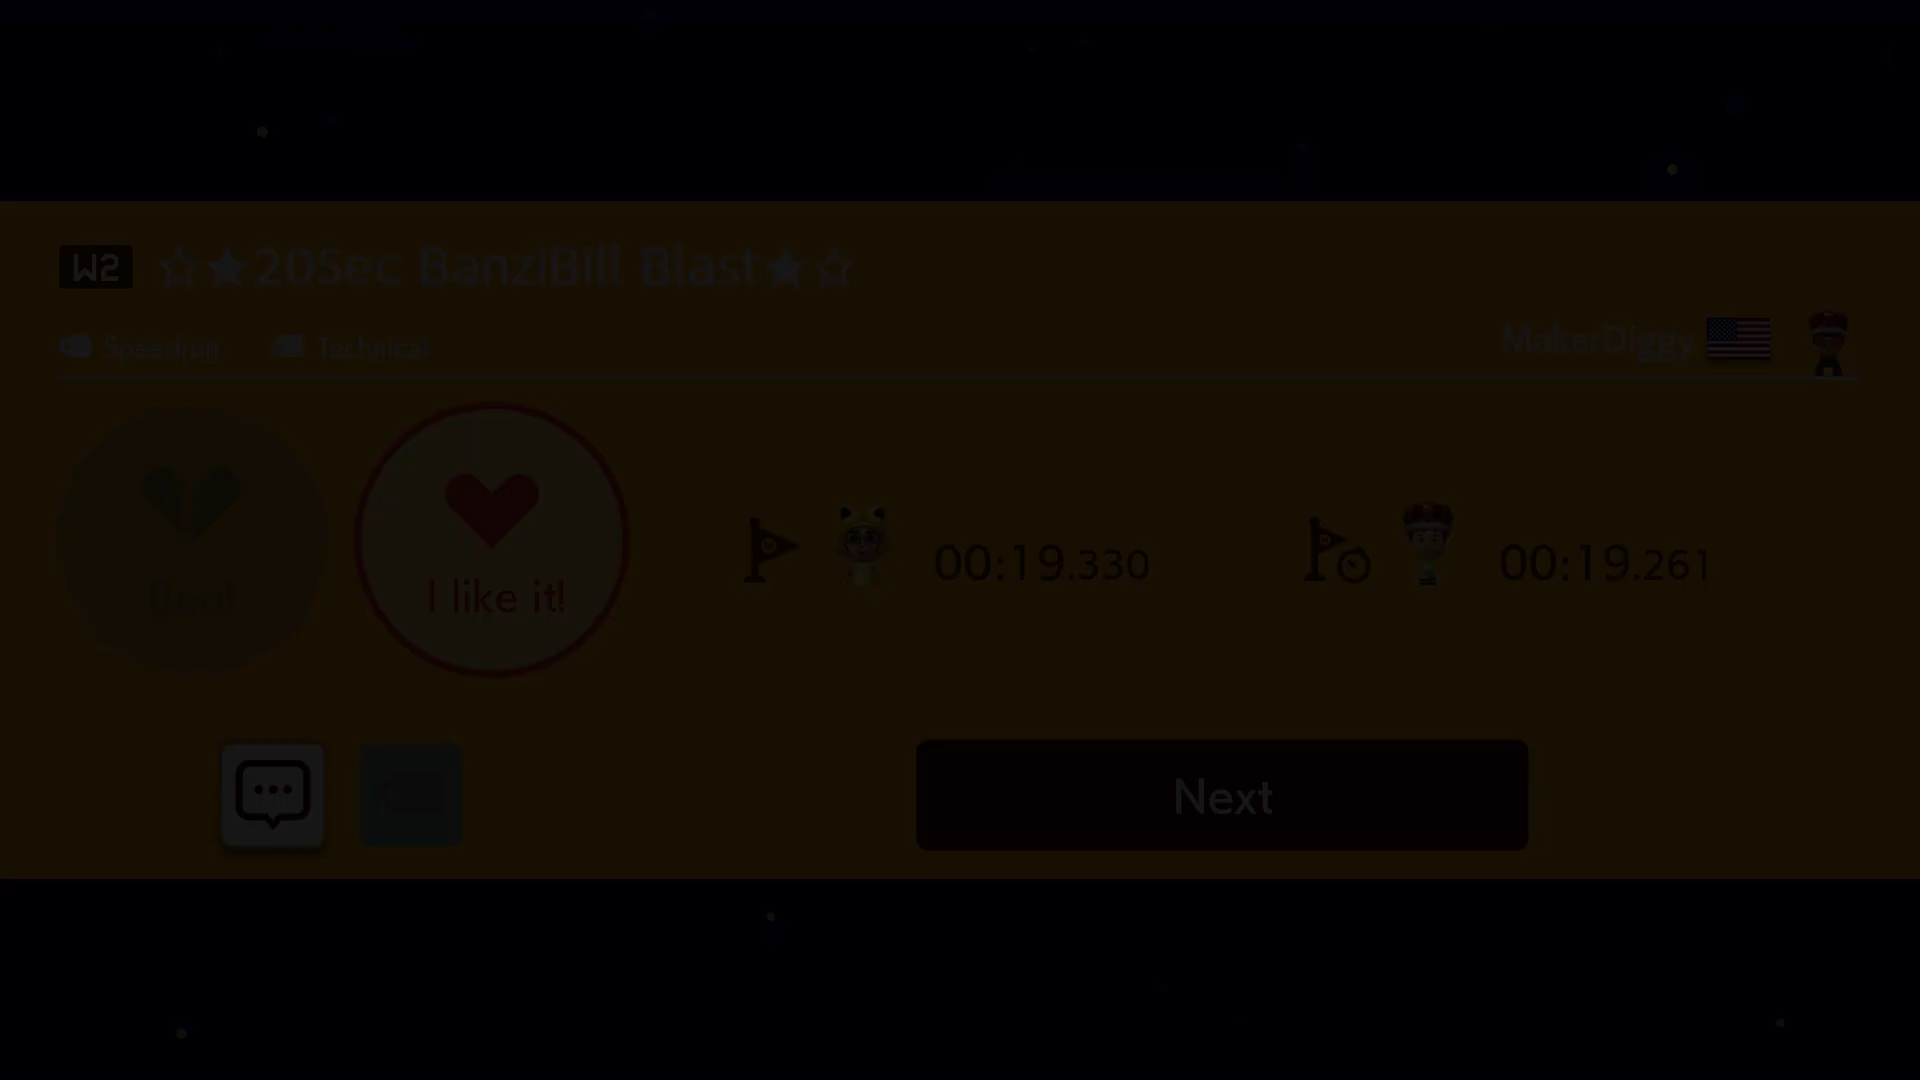 W2 ☆★20Sec BanziBill Blast★☆
Speedrun Technical
MakerDiggy
Boo! I like it!
00:19.330 00:19.261
Next